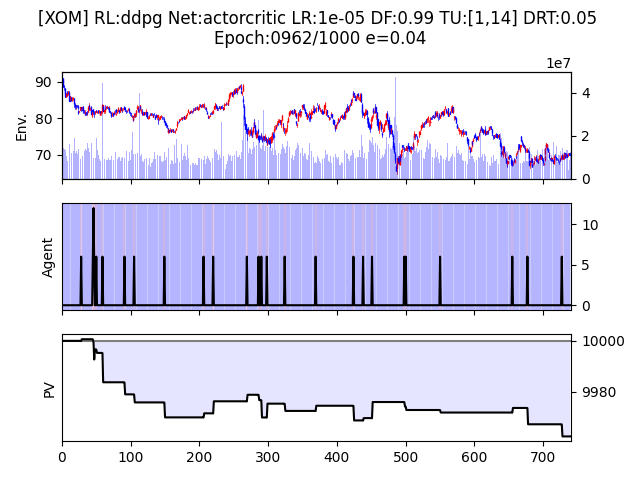 [XOM] RL:ddpg Net:actorcritic LR:1e-05 DF:0.99 TU:[1,14] DRT:0.05
Epoch:0962/1000 e=0.04
1e7
Env.
90
80
70
4
2
0
Agent
10
5
0
PV
10000
9980
0 100 200 300 400 500 600 700